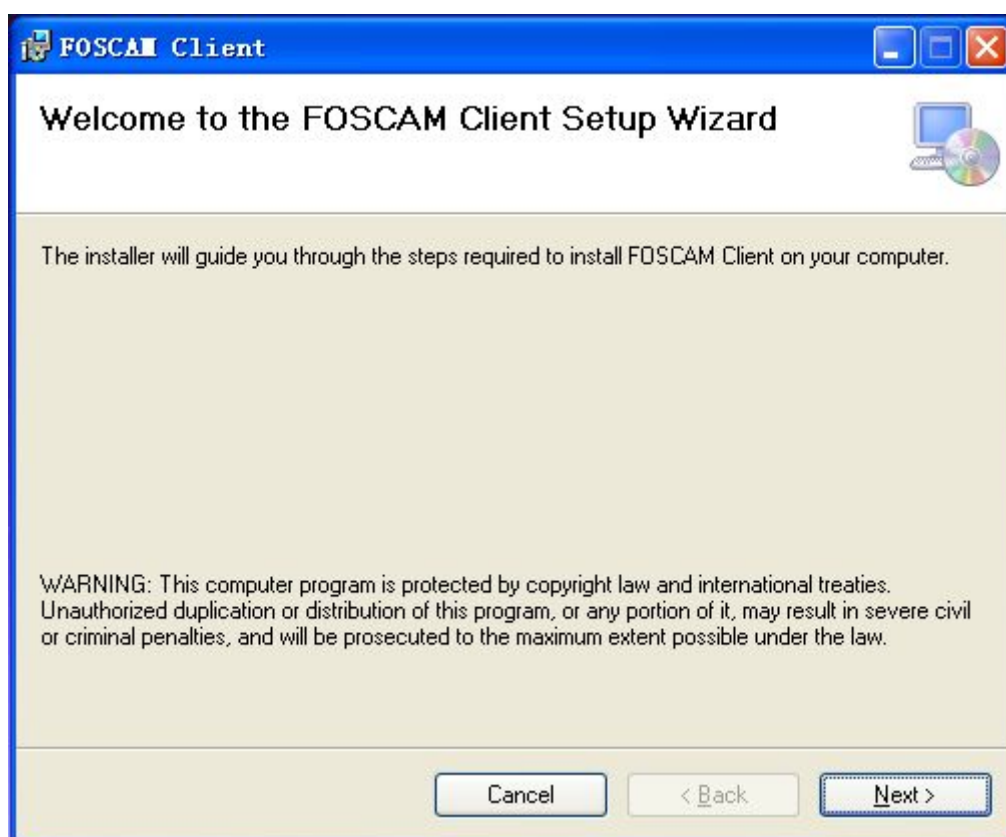 FOSCAM Client
Welcome to the FOSCAM Client Setup Wizard
The installer will guide you through the steps required to install FOSCAM Client on your computer.
WARNING: This computer program is protected by copyright law and international treaties.
Unauthorized duplication or distribution of this program, or any portion of it, may result in severe civil
or criminal penalties, and will be prosecuted to the maximum extent possible under the law.
Cancel
< Back
Next >